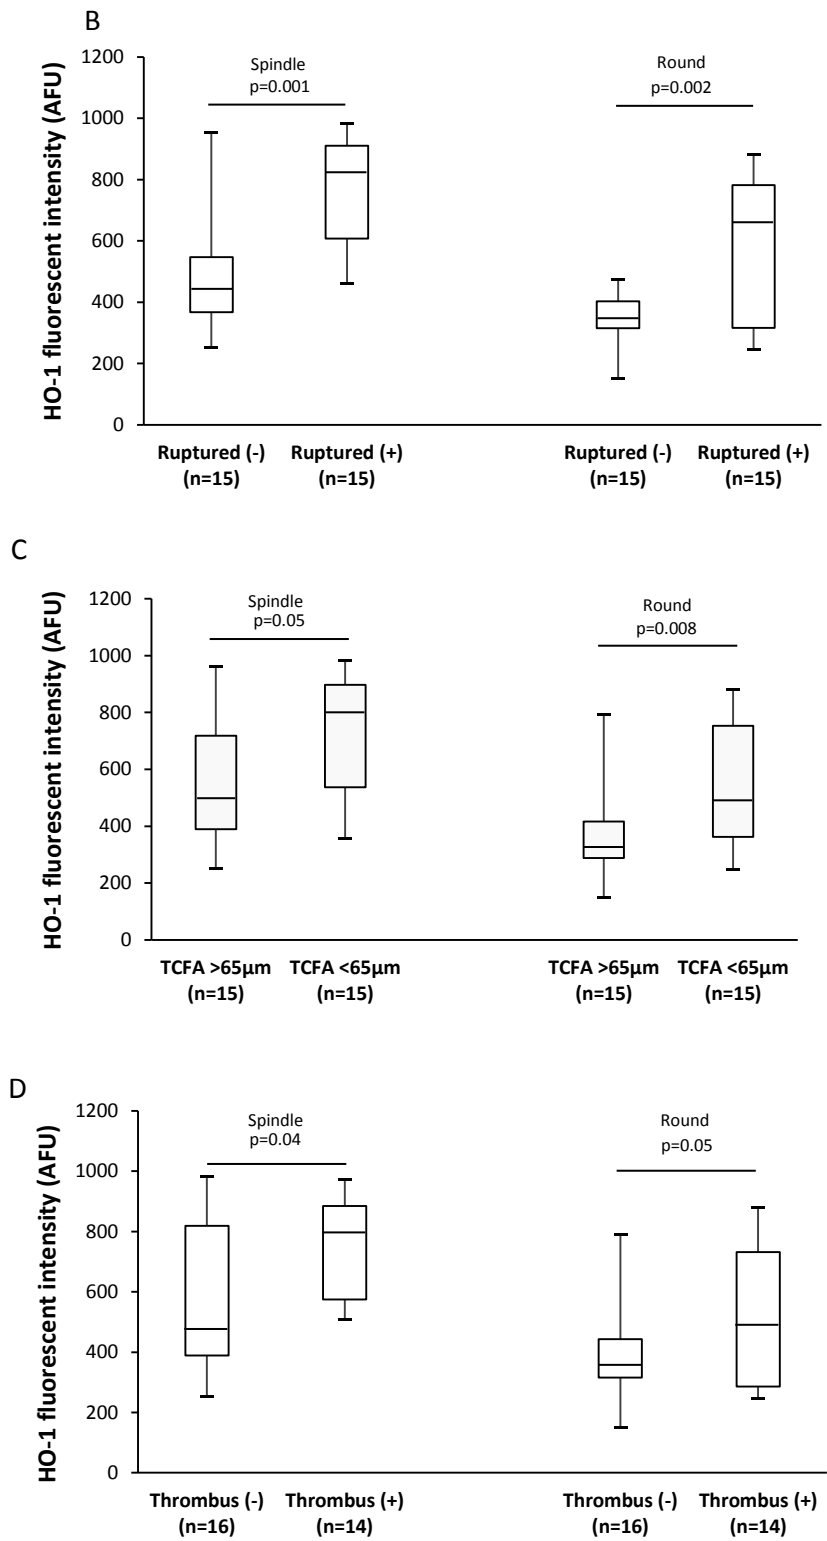 B
HO-1 fluorescent intensity (AFU)
1200
1000
800
600
400
200
0
Spindle
p=0.001
Round
p=0.002
Ruptured (-)
(n=15)
Ruptured (+)
(n=15)
Ruptured (-)
(n=15)
Ruptured (+)
(n=15)
C
HO-1 fluorescent intensity (AFU)
1200
1000
800
600
400
200
0
Spindle
p=0.05
Round
p=0.008
TCFA >65μm
(n=15)
TCFA <65μm
(n=15)
TCFA >65μm
(n=15)
TCFA <65μm
(n=15)
D
HO-1 fluorescent intensity (AFU)
1200
1000
800
600
400
200
0
Spindle
p=0.04
Round
p=0.05
Thrombus (-)
(n=16)
Thrombus (+)
(n=14)
Thrombus (-)
(n=16)
Thrombus (+)
(n=14)